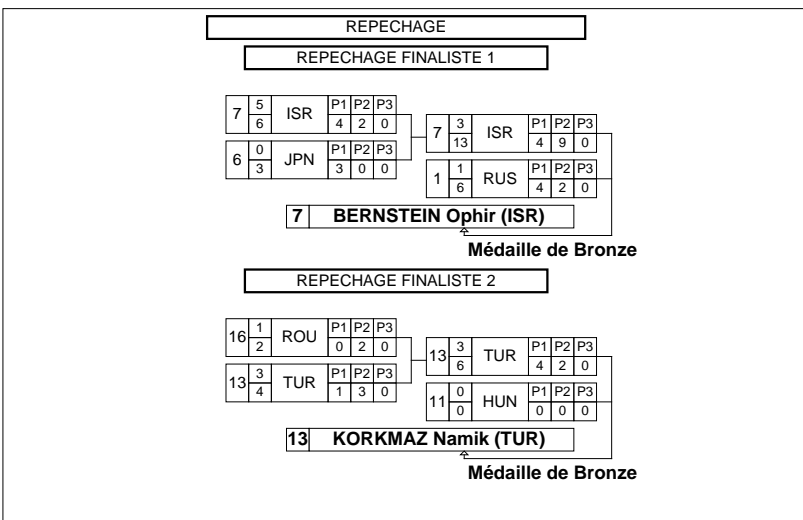 REPECHAGE
REPECHAGE FINALISTE 1
7 5 6 ISR P1 P2 P3 4 2 0
6 0 3 JPN P1 P2 P3 3 0 0
7 3 13 ISR P1 P2 P3 4 9 0
1 1 6 RUS P1 P2 P3 4 2 0
7 BERNSTEIN Ophir (ISR)
Médaille de Bronze
REPECHAGE FINALISTE 2
16 1 2 ROU P1 P2 P3 0 2 0
13 3 4 TUR P1 P2 P3 1 3 0
13 3 6 TUR P1 P2 P3 4 2 0
11 0 0 HUN P1 P2 P3 0 0 0
13 KORKMAZ Namik (TUR)
Médaille de Bronze